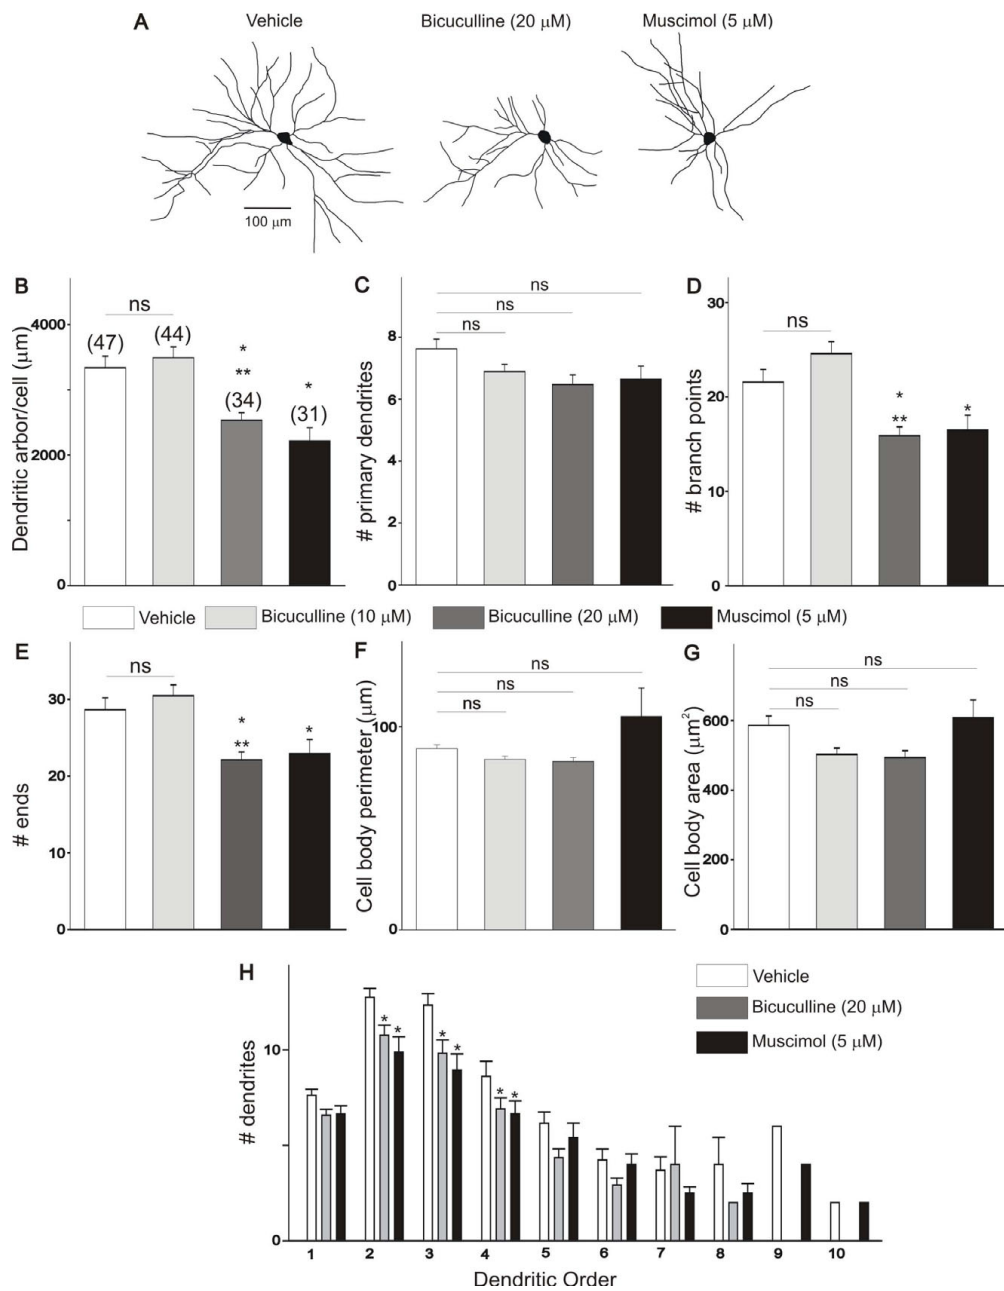 A Vehicle Bicuculline (20 μM) Muscimol (5 μM)
100 μm
B
Dendritic arbor/cell (μm)
4000
2000
0
ns
(47)
(44)
*
**
(34)
*
(31)
C
# primary dendrites
8
6
4
2
0
ns
ns
ns
D
# branch points
30
20
10
0
ns
*
**
*
Vehicle Bicuculline (10 μM) Bicuculline (20 μM) Muscimol (5 μM)
E
# ends
30
20
10
0
ns
*
**
*
F
Cell body perimeter (μm)
100
0
ns
ns
ns
G
Cell body area (μm²)
600
400
200
0
ns
ns
ns
H
Vehicle
Bicuculline (20 μM)
Muscimol (5 μM)
# dendrites
10
0
* *
* *
* *
1 2 3 4 5 6 7 8 9 10
Dendritic Order